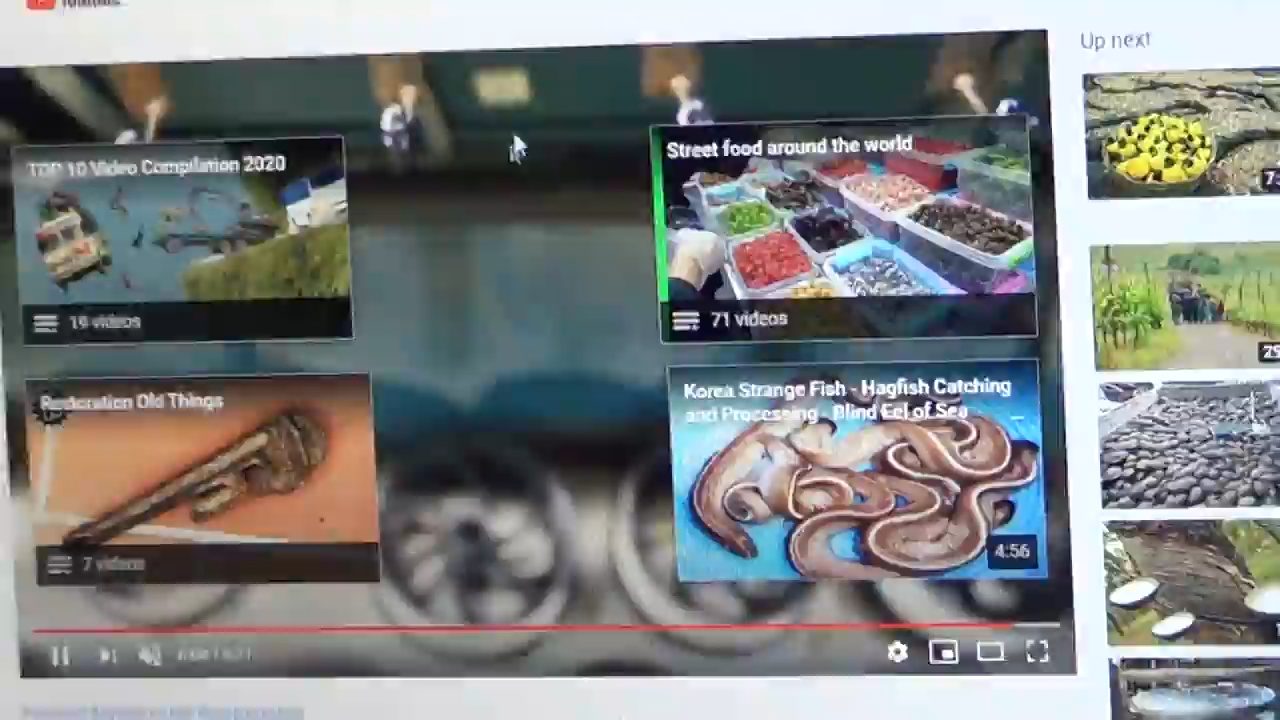 Up next
TOP 10 Video Compilation 2020
19 videos
Street food around the world
71 videos
Restoration Old Things
7 videos
Korea Strange Fish - Hagfish Catching
and Processing - Blind Eel of Sea
4:56